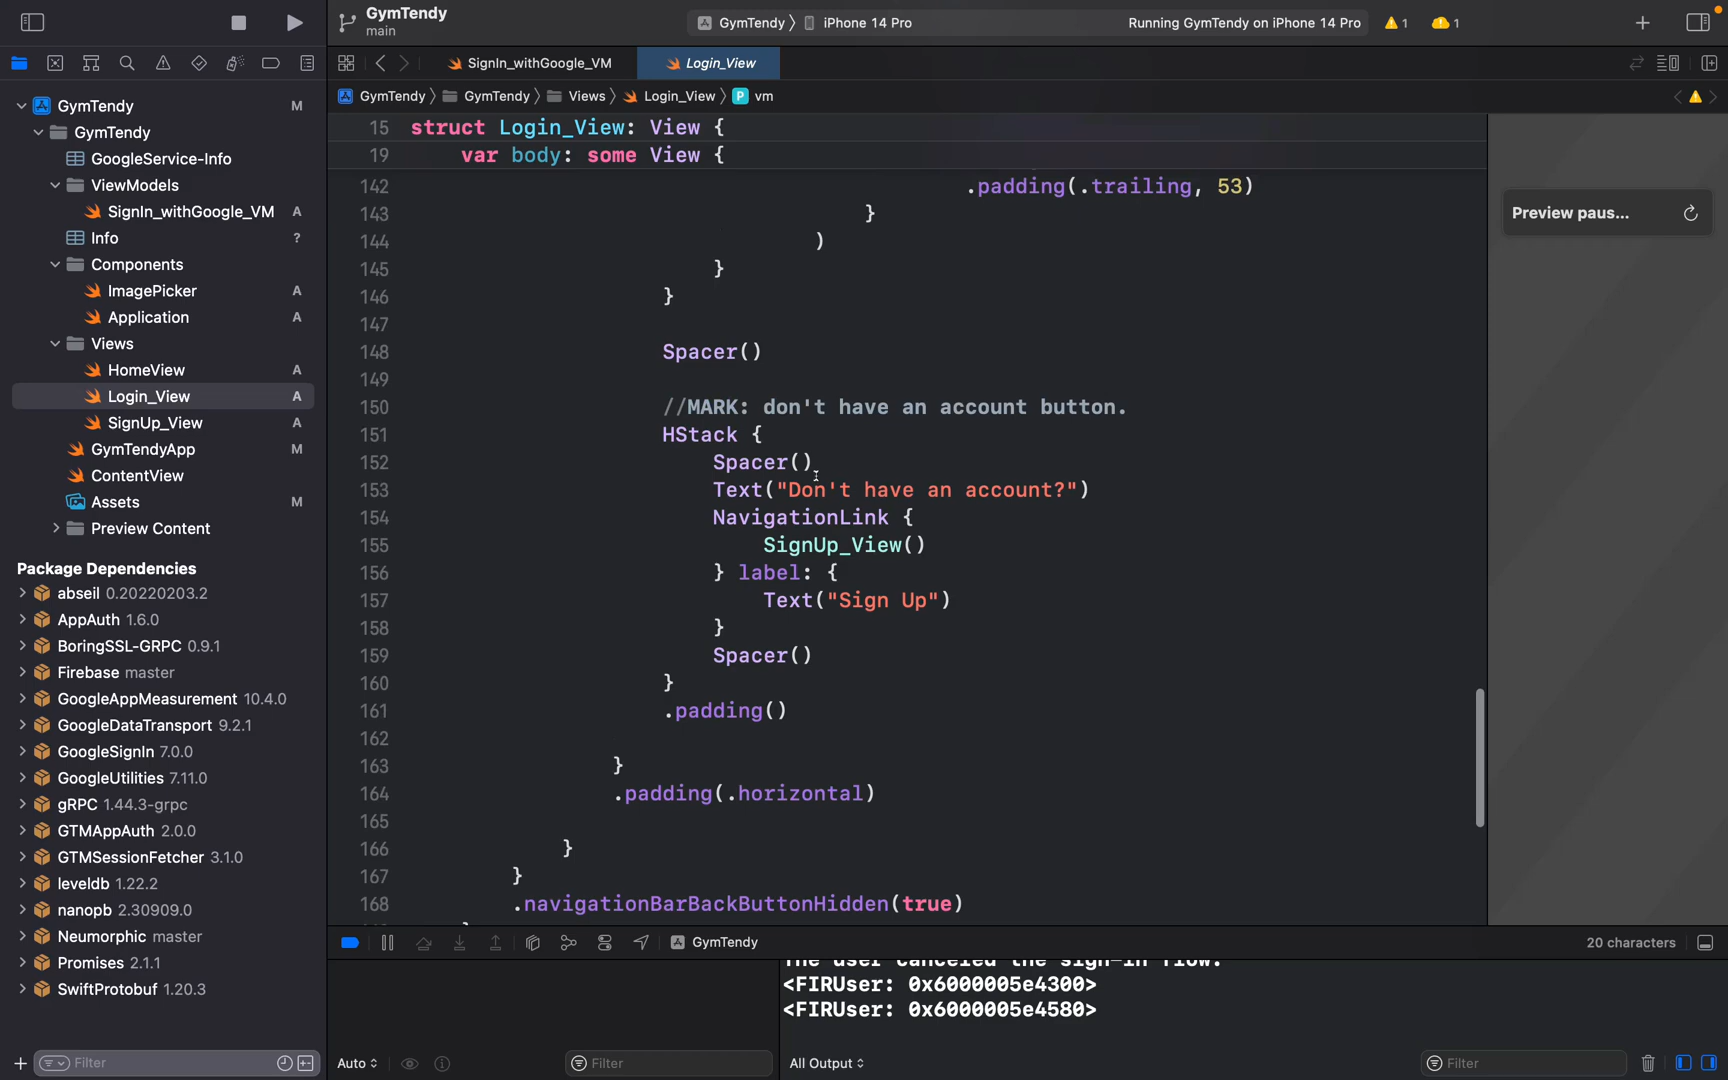 GymTendy
main
GymTendy
iPhone 14 Pro
Running GymTendy on iPhone 14 Pro
1
1
SignIn_withGoogle_VM
Login_View
GymTendy
GymTendy
Views
Login_View
P
vm
GymTendy M
GymTendy
GoogleService-Info
ViewModels
SignIn_withGoogle_VM A
Info ?
Components
ImagePicker A
Application A
Views
HomeView A
Login_View A
SignUp_View A
GymTendyApp M
ContentView
Assets M
Preview Content
Package Dependencies
abseil 0.20220203.2
AppAuth 1.6.0
BoringSSL-GRPC 0.9.1
Firebase master
GoogleAppMeasurement 10.4.0
GoogleDataTransport 9.2.1
GoogleSignIn 7.0.0
GoogleUtilities 7.11.0
gRPC 1.44.3-grpc
GTMAppAuth 2.0.0
GTMSessionFetcher 3.1.0
leveldb 1.22.2
nanopb 2.30909.0
Neumorphic master
Promises 2.1.1
SwiftProtobuf 1.20.3
Filter
15 struct Login_View: View {
19 var body: some View {
142 .padding(.trailing, 53)
143 }
144 )
145 }
146 }
147
148 Spacer()
149
150 //MARK: don't have an account button.
151 HStack {
152 Spacer()
153 Text("Don't have an account?")
154 NavigationLink {
155 SignUp_View()
156 } label: {
157 Text("Sign Up")
158 }
159 Spacer()
160 }
161 .padding()
162
163 }
164 .padding(.horizontal)
165
166 }
167 }
168 .navigationBarBackButtonHidden(true)
Preview paus...
GymTendy
20 characters
The user canceled the sign-in flow.
<FIRUser: 0x6000005e4300>
<FIRUser: 0x6000005e4580>
Auto
Filter
All Output
Filter